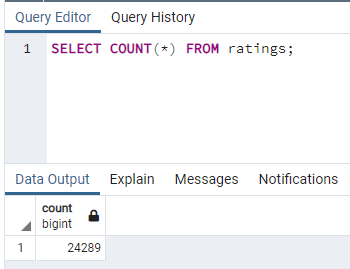 Query Editor Query History
1 SELECT COUNT(*) FROM ratings;
Data Output Explain Messages Notifications
count
bigint
1 24289